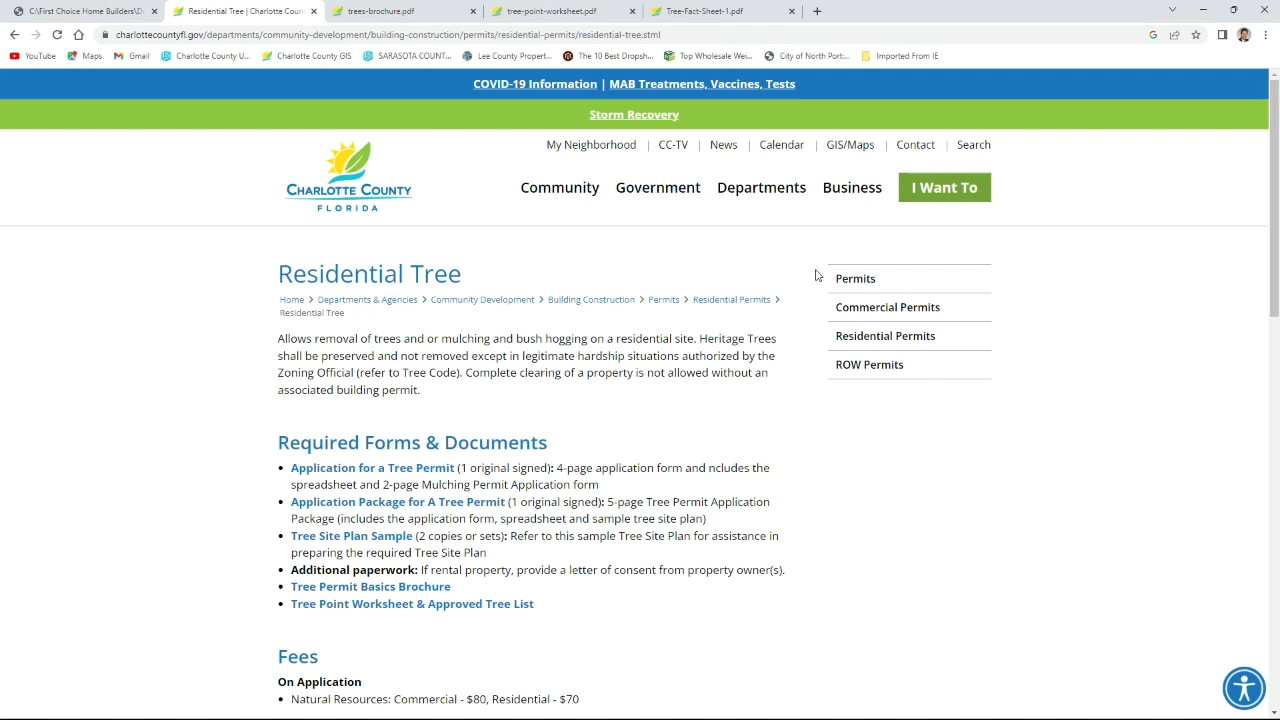 C:\First Choice Home Builders\Dr
Residential Tree | Charlotte Coun
trees-brochure.pdf
tree-point-worksheet.pdf
Tree-Fact-Sheet-1.pdf
charlottecountyfl.gov/departments/community-development/building-construction/permits/residential-permits/residential-tree.stml
YouTube
Maps
Gmail
Charlotte County U...
Charlotte County GIS
SARASOTA COUNT...
Lee County Propert...
The 10 Best Dropsh...
Top Wholesale Wei...
City of North Port:...
Imported From IE
COVID-19 Information | MAB Treatments, Vaccines, Tests
Storm Recovery
CHARLOTTE COUNTY
FLORIDA
My Neighborhood | CC-TV | News | Calendar | GIS/Maps | Contact | Search
Community Government Departments Business I Want To
Residential Tree
Home > Departments & Agencies > Community Development > Building Construction > Permits > Residential Permits >
Residential Tree
Allows removal of trees and or mulching and bush hogging on a residential site. Heritage Trees
shall be preserved and not removed except in legitimate hardship situations authorized by the
Zoning Official (refer to Tree Code). Complete clearing of a property is not allowed without an
associated building permit.
Permits
Commercial Permits
Residential Permits
ROW Permits
Required Forms & Documents
• Application for a Tree Permit (1 original signed): 4-page application form and ncludes the
spreadsheet and 2-page Mulching Permit Application form
• Application Package for A Tree Permit (1 original signed): 5-page Tree Permit Application
Package (includes the application form, spreadsheet and sample tree site plan)
• Tree Site Plan Sample (2 copies or sets): Refer to this sample Tree Site Plan for assistance in
preparing the required Tree Site Plan
• Additional paperwork: If rental property, provide a letter of consent from property owner(s).
• Tree Permit Basics Brochure
• Tree Point Worksheet & Approved Tree List
Fees
On Application
• Natural Resources: Commercial - $80, Residential - $70